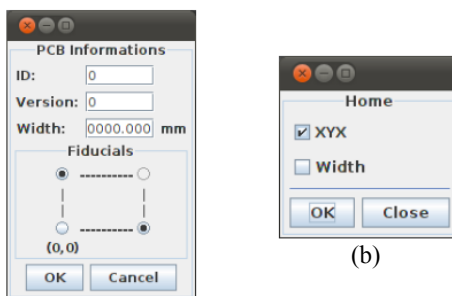 PCB Informations
ID: 0
Version: 0
Width: 0000.000 mm
Fiducials
(0,0)
OK Cancel
Home
XYX
Width
OK Close
(b)